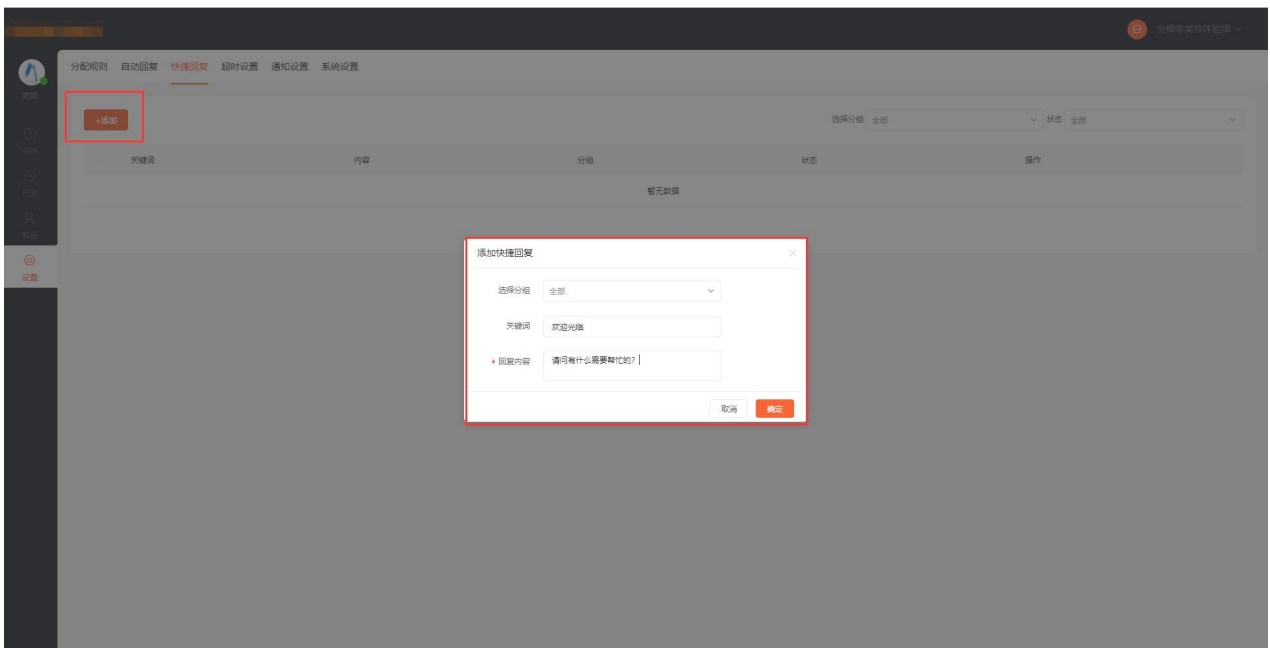 分配规则 自动回复 快捷回复 超时设置 通知设置 系统设置
+添加
选择分组 全部 状态 全部
关键词 内容 分组 状态 操作
暂无数据
设置
添加快捷回复
选择分组 全部
关键词 欢迎光临
* 回复内容 请问有什么需要帮忙的?
取消 确定